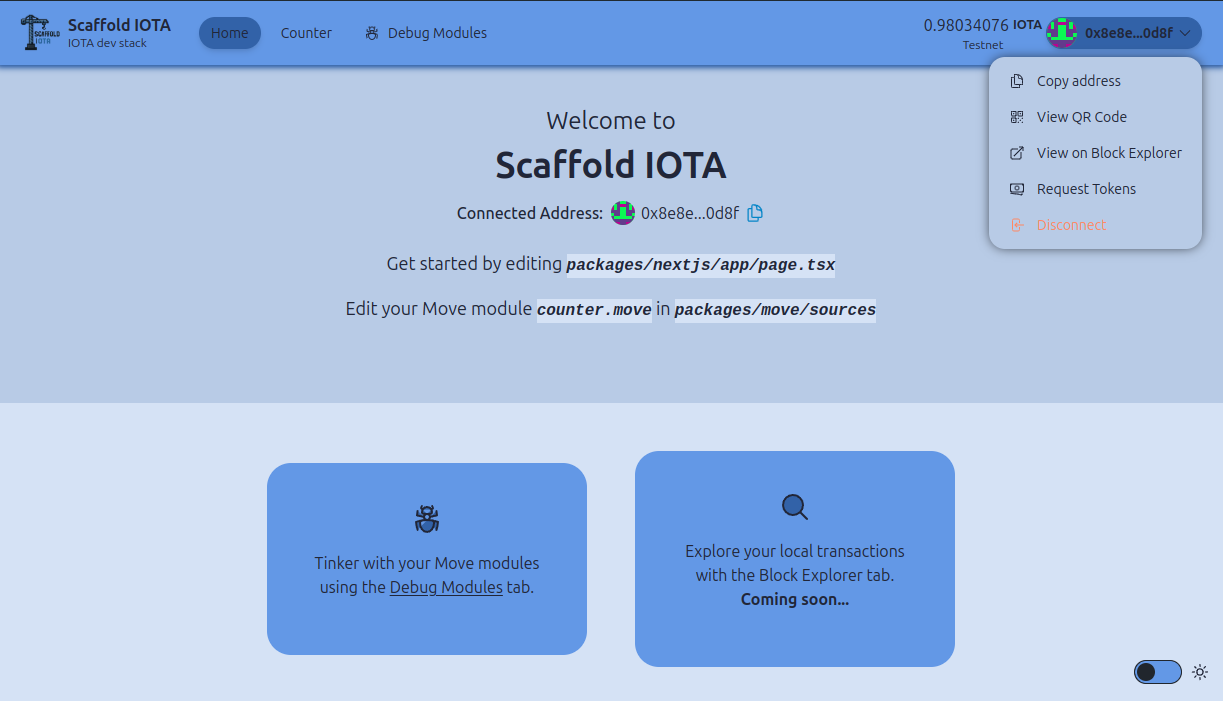 SCAFFOLD
IOTA
Scaffold IOTA
IOTA dev stack
Home
Counter
Debug Modules
0.98034076 IOTA
Testnet
0x8e8e...0d8f
Copy address
View QR Code
View on Block Explorer
Request Tokens
Disconnect
Welcome to
Scaffold IOTA
Connected Address: 0x8e8e...0d8f
Get started by editing packages/nextjs/app/page.tsx
Edit your Move module counter.move in packages/move/sources
Tinker with your Move modules
using the Debug Modules tab.
Explore your local transactions
with the Block Explorer tab.
Coming soon...